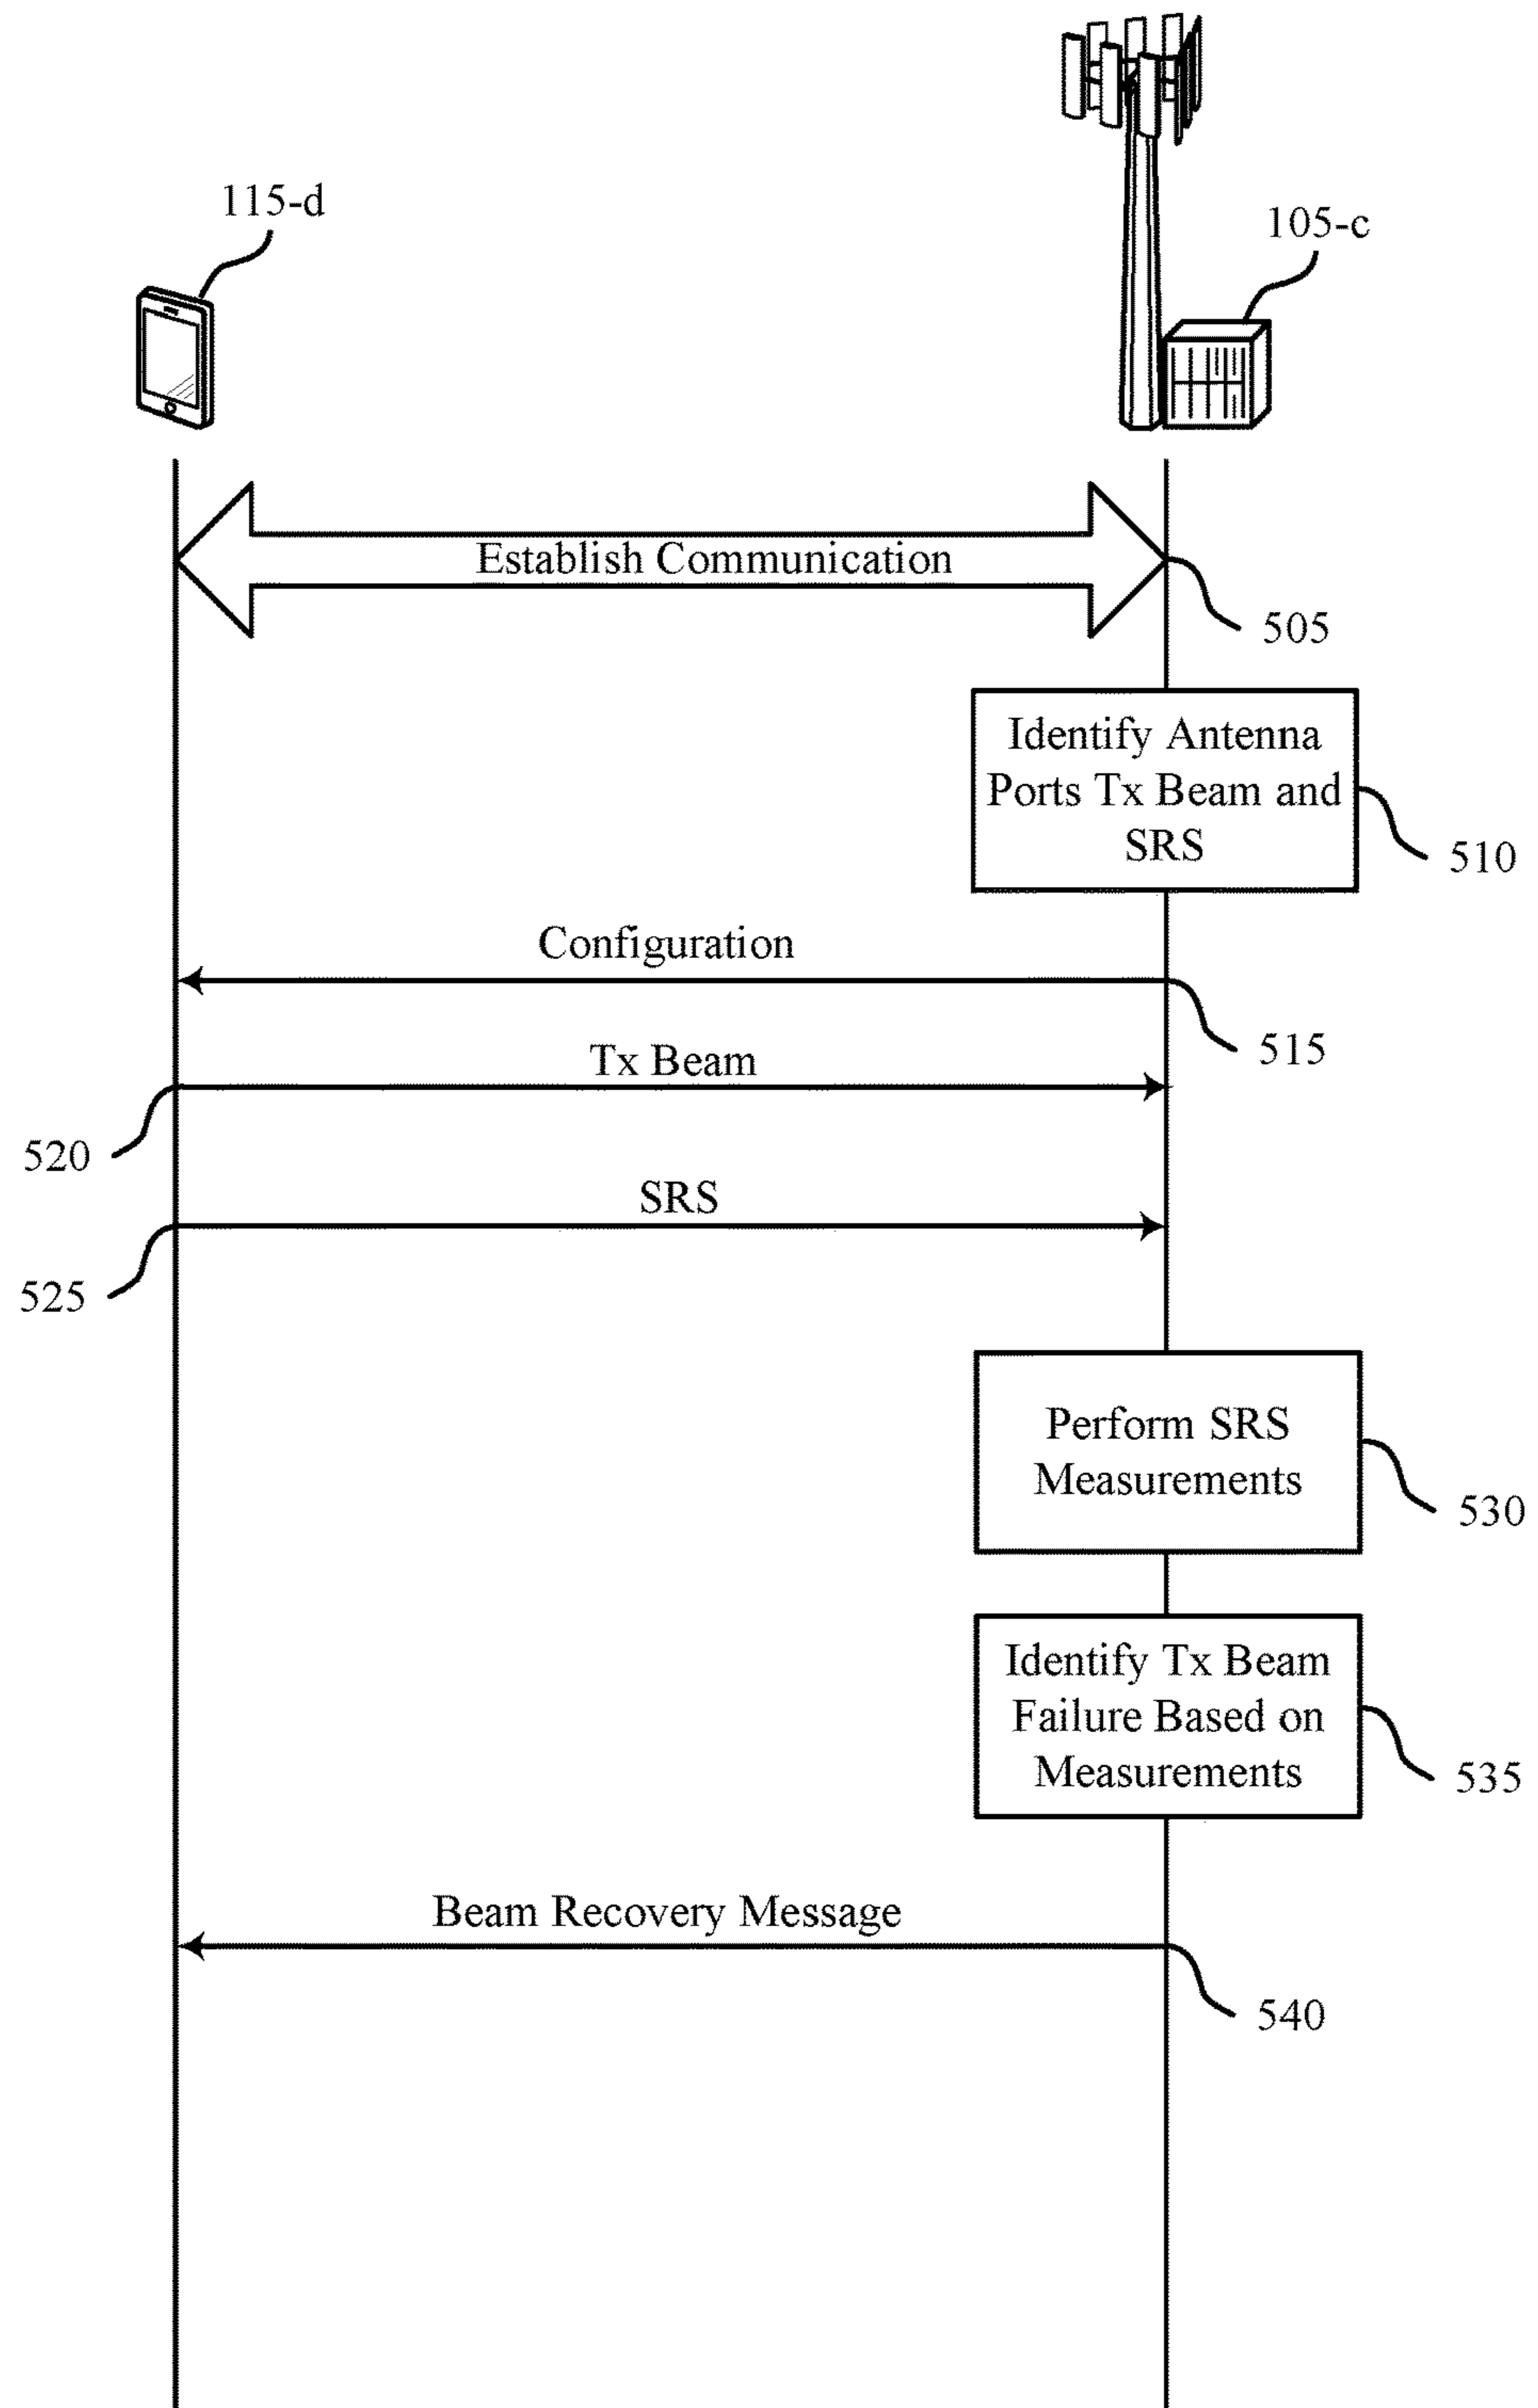 115-d
105-c
Establish Communication
505
Identify Antenna
Ports Tx Beam and
SRS
510
Configuration
515
Tx Beam
520
SRS
525
Perform SRS
Measurements
530
Identify Tx Beam
Failure Based on
Measurements
535
Beam Recovery Message
540